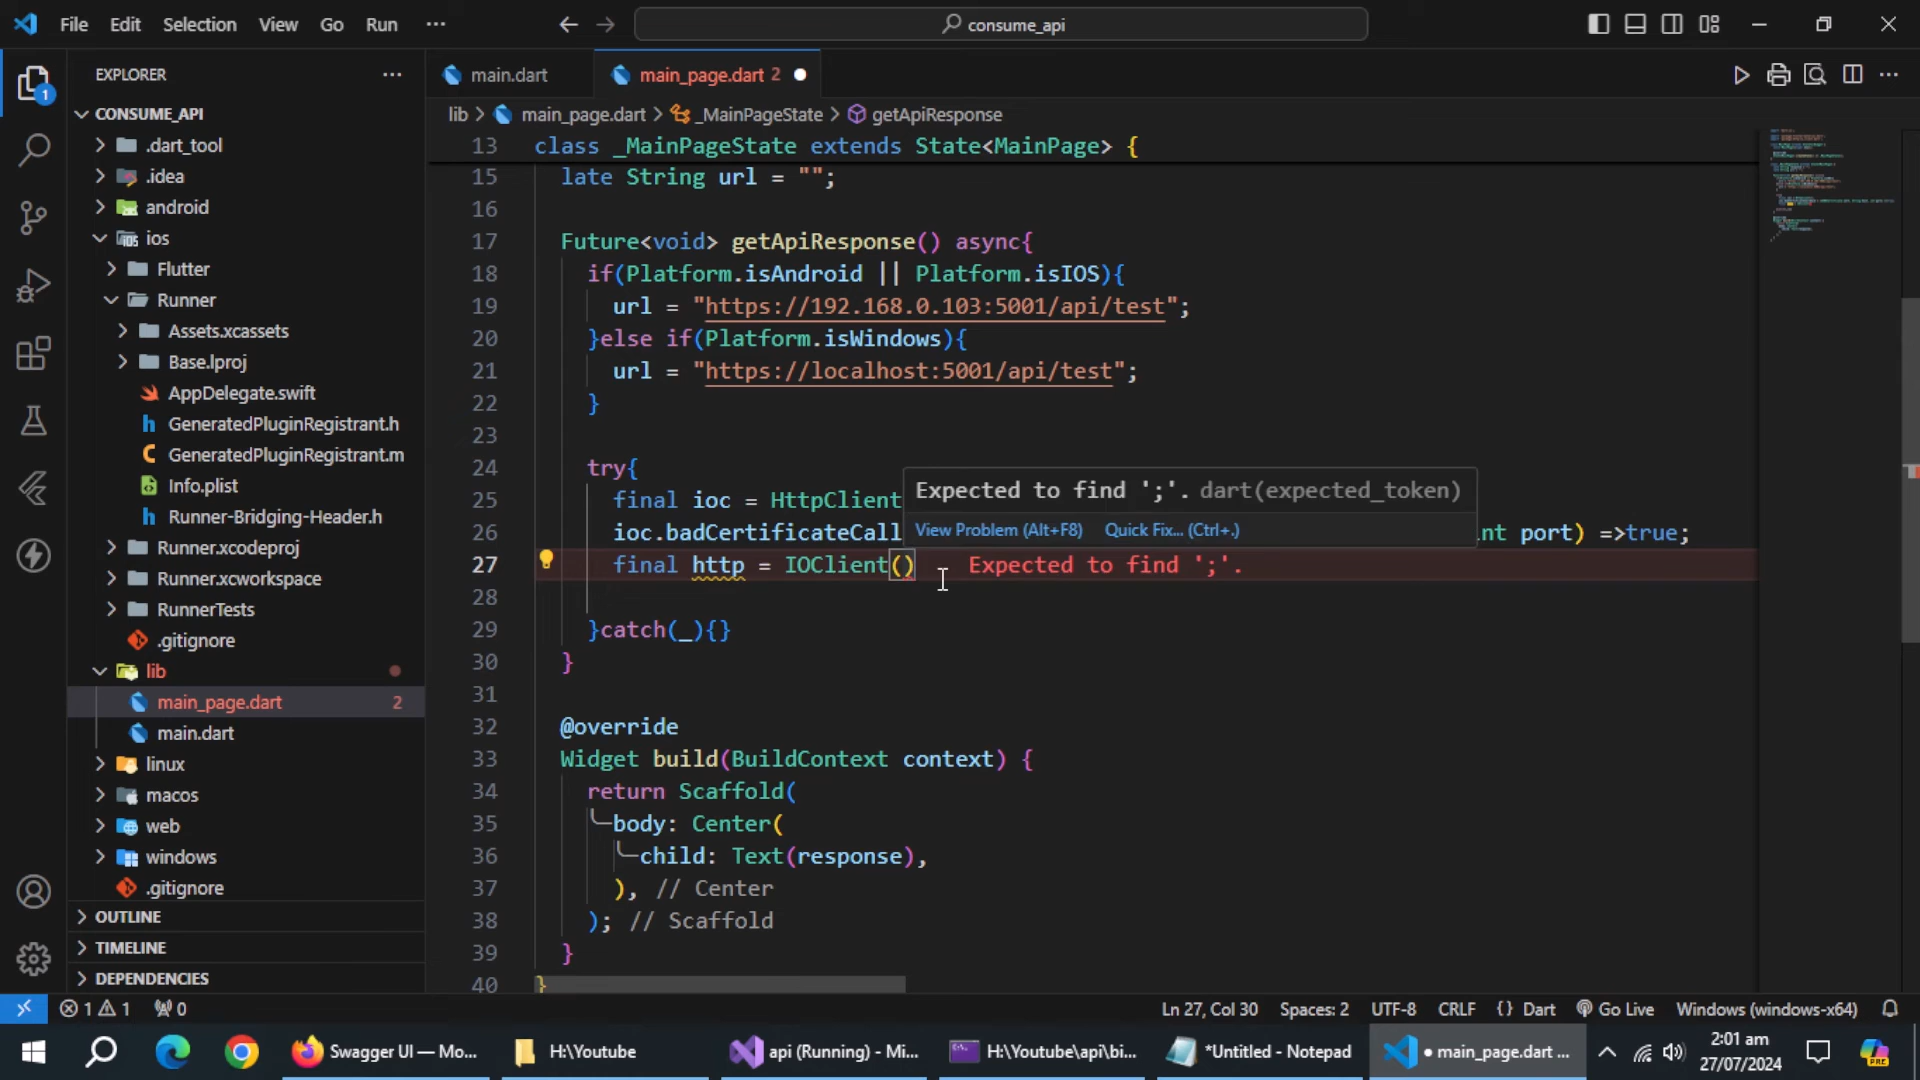 File Edit Selection View Go Run ···
consume_api
EXPLORER
main.dart
main_page.dart 2
lib > main_page.dart > _MainPageState > getApiResponse
1
CONSUME_API
.dart_tool
.idea
android
ios
Flutter
Runner
Assets.xcassets
Base.lproj
AppDelegate.swift
GeneratedPluginRegistrant.h
GeneratedPluginRegistrant.m
Info.plist
Runner-Bridging-Header.h
Runner.xcodeproj
Runner.xcworkspace
RunnerTests
.gitignore
lib
main_page.dart 2
main.dart
linux
macos
web
windows
.gitignore
OUTLINE
TIMELINE
DEPENDENCIES
13 class _MainPageState extends State<MainPage> {
15 late String url = "";
16
17 Future<void> getApiResponse() async{
18 if(Platform.isAndroid || Platform.isIOS){
19 url = "https://192.168.0.103:5001/api/test";
20 }else if(Platform.isWindows){
21 url = "https://localhost:5001/api/test";
22 }
23
24 try{
25 final ioc = HttpClient
26 ioc.badCertificateCall nt port) =>true;
27 final http = IOClient() Expected to find ';'.
28
29 }catch(_){}
30 }
31
32 @override
33 Widget build(BuildContext context) {
34 return Scaffold(
35 body: Center(
36 child: Text(response),
37 ), // Center
38 ); // Scaffold
39 }
40 }
Expected to find ';'. dart(expected_token)
View Problem (Alt+F8) Quick Fix... (Ctrl+.)
1 1 0
Ln 27, Col 30 Spaces: 2 UTF-8 CRLF {} Dart Go Live Windows (windows-x64)
Swagger UI — Mo...
H:\Youtube
api (Running) - Mi...
H:\Youtube\api\bi...
*Untitled - Notepad
• main_page.dart ...
2:01 am
27/07/2024
PRE